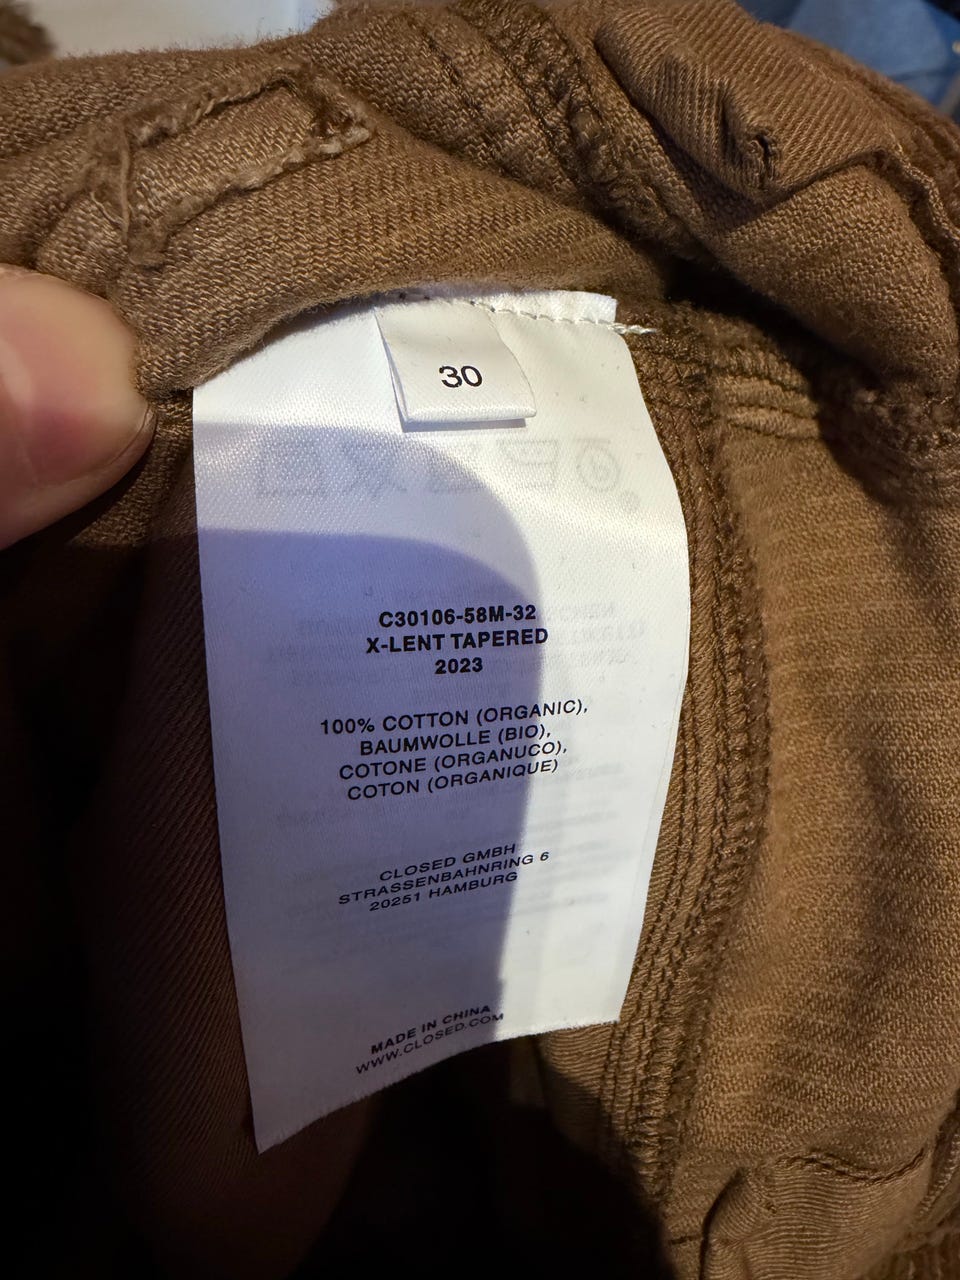 30
C30106-58M-32
X-LENT TAPERED
2023
100% COTTON (ORGANIC),
BAUMWOLLE (BIO),
COTONE (ORGANUCO),
COTON (ORGANIQUE)
CLOSED GMBH
STRASSENBAHNRING 6
20251 HAMBURG
MADE IN CHINA
WWW.CLOSED.COM